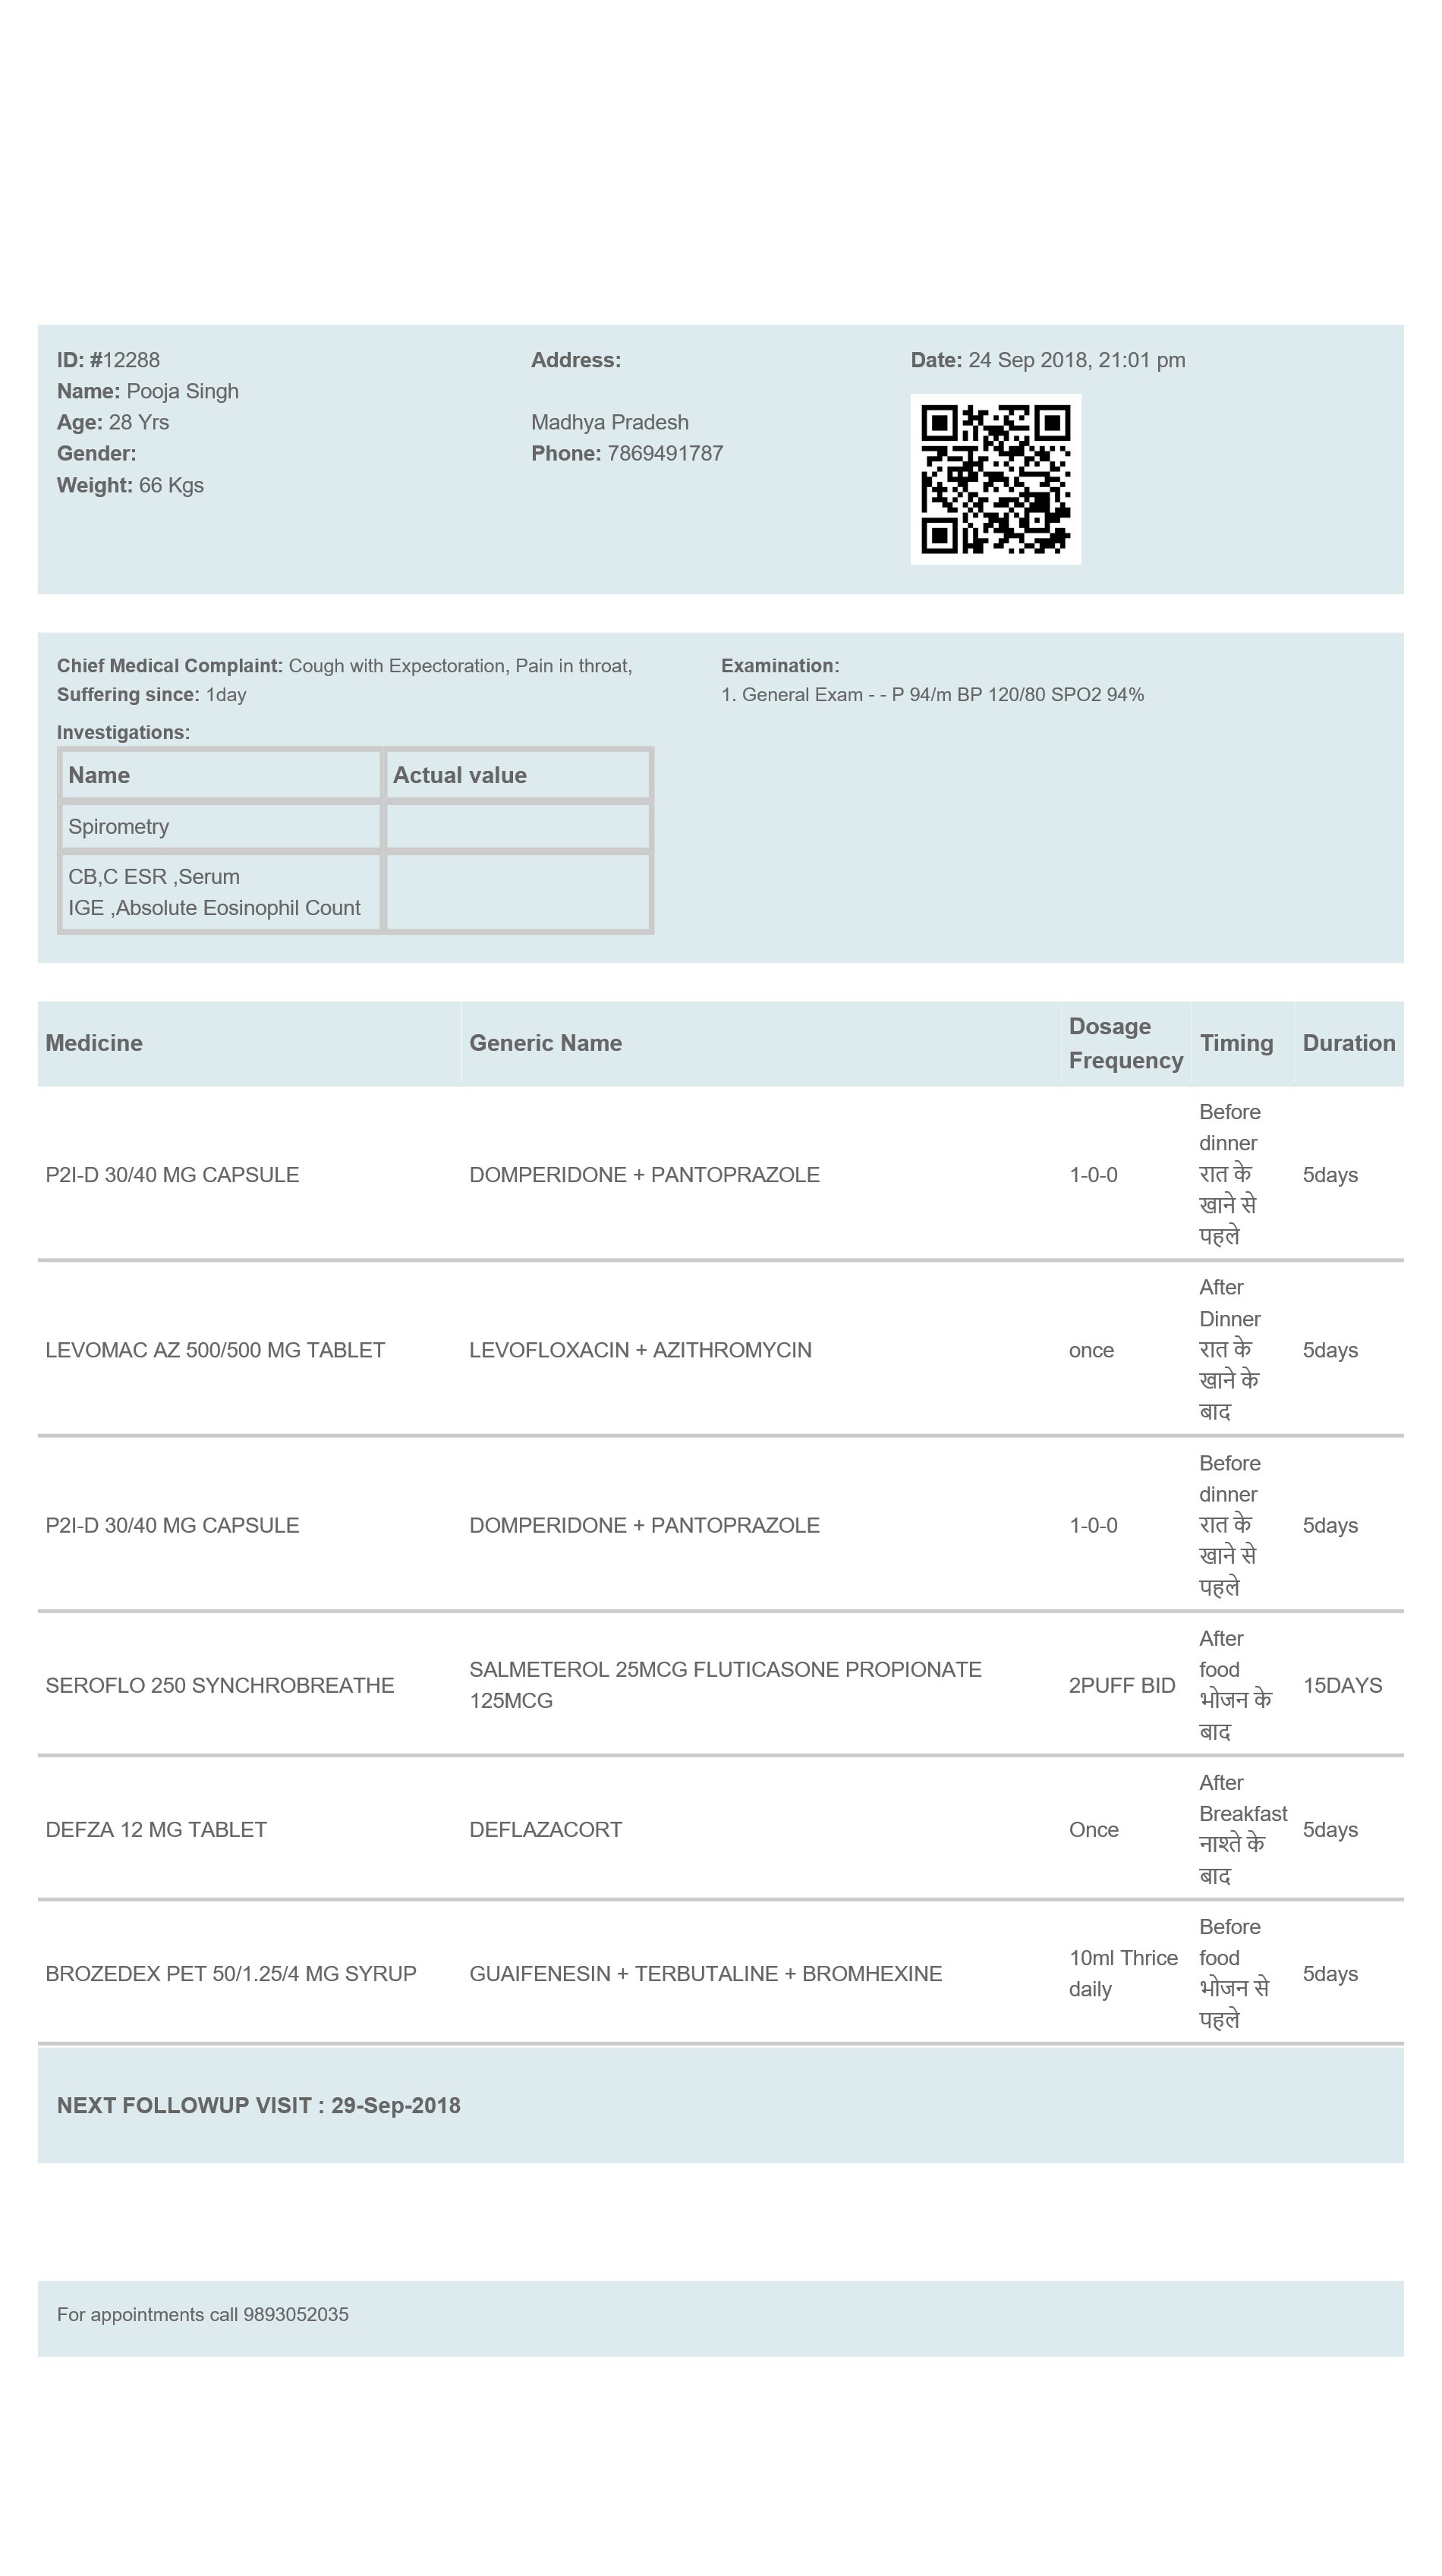 ID: #12288
Name: Pooja Singh
Age: 28 Yrs
Gender:
Weight: 66 Kgs
Address:
Madhya Pradesh
Phone: 7869491787
Date: 24 Sep 2018, 21:01 pm
Chief Medical Complaint: Cough with Expectoration, Pain in throat,
Suffering since: 1day
Examination:
1. General Exam - - P 94/m BP 120/80 SPO2 94%
Investigations:
Name Actual value
Spirometry
CB,C ESR ,Serum
IGE ,Absolute Eosinophil Count
Medicine
Generic Name
Dosage
Frequency
Timing
Duration
P2I-D 30/40 MG CAPSULE
DOMPERIDONE + PANTOPRAZOLE
1-0-0
Before
dinner
रात के
खाने से
पहले
5days
LEVOMAC AZ 500/500 MG TABLET
LEVOFLOXACIN + AZITHROMYCIN
once
After
Dinner
रात के
खाने के
बाद
5days
P2I-D 30/40 MG CAPSULE
DOMPERIDONE + PANTOPRAZOLE
1-0-0
Before
dinner
रात के
खाने से
पहले
5days
SEROFLO 250 SYNCHROBREATHE
SALMETEROL 25MCG FLUTICASONE PROPIONATE
125MCG
2PUFF BID
After
food
भोजन के
बाद
15DAYS
DEFZA 12 MG TABLET
DEFLAZACORT
Once
After
Breakfast
नाश्ते के
बाद
5days
BROZEDEX PET 50/1.25/4 MG SYRUP
GUAIFENESIN + TERBUTALINE + BROMHEXINE
10ml Thrice
daily
Before
food
भोजन से
पहले
5days
NEXT FOLLOWUP VISIT : 29-Sep-2018
For appointments call 9893052035